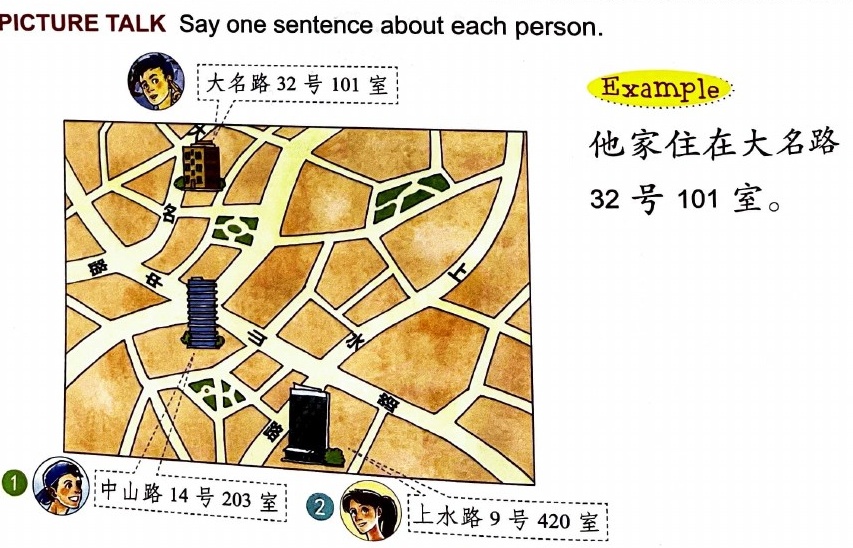 PICTURE TALK Say one sentence about each person.
大名路 32 号 101 室
Example
他家住在大名路
32 号 101 室。
大
名
路
中
山
路
上
水
路
1
中山路 14 号 203 室
2
上水路 9 号 420 室